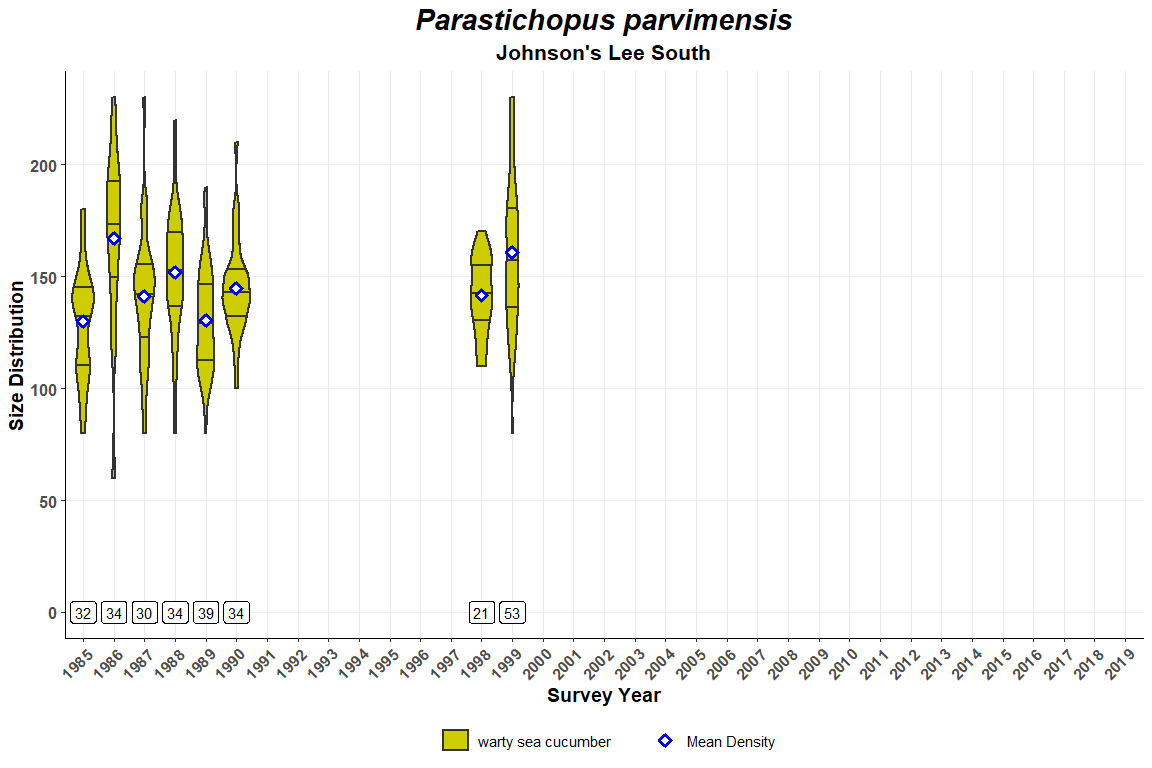 Parastichopus parvimensis
Johnson's Lee South
Size Distribution
200
150
100
50
0
32 34 30 34 39 34 21 53
1985 1986 1987 1988 1989 1990 1991 1992 1993 1994 1995 1996 1997 1998 1999 2000 2001 2002 2003 2004 2005 2006 2007 2008 2009 2010 2011 2012 2013 2014 2015 2016 2017 2018 2019
Survey Year
warty sea cucumber Mean Density